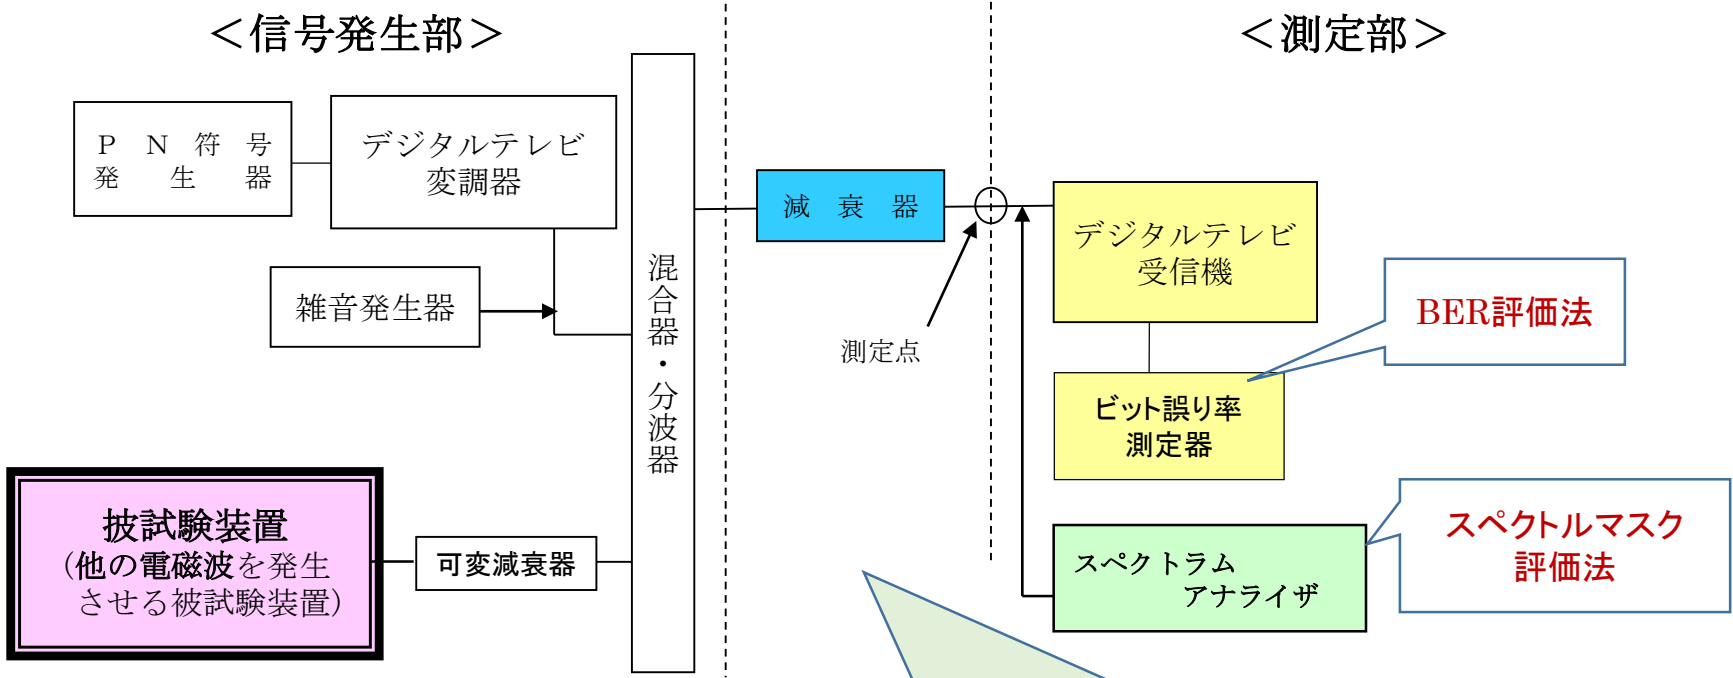 ＜信号発生部＞
＜測定部＞
ＰＮ符号
発生器
デジタルテレビ
変調器
雑音発生器
混合器・分波器
減衰器
測定点
デジタルテレビ
受信機
BER評価法
ビット誤り率
測定器
披試験装置
（他の電磁波を発生
させる被試験装置）
可変減衰器
スペクトラム
アナライザ
スペクトルマスク
評価法